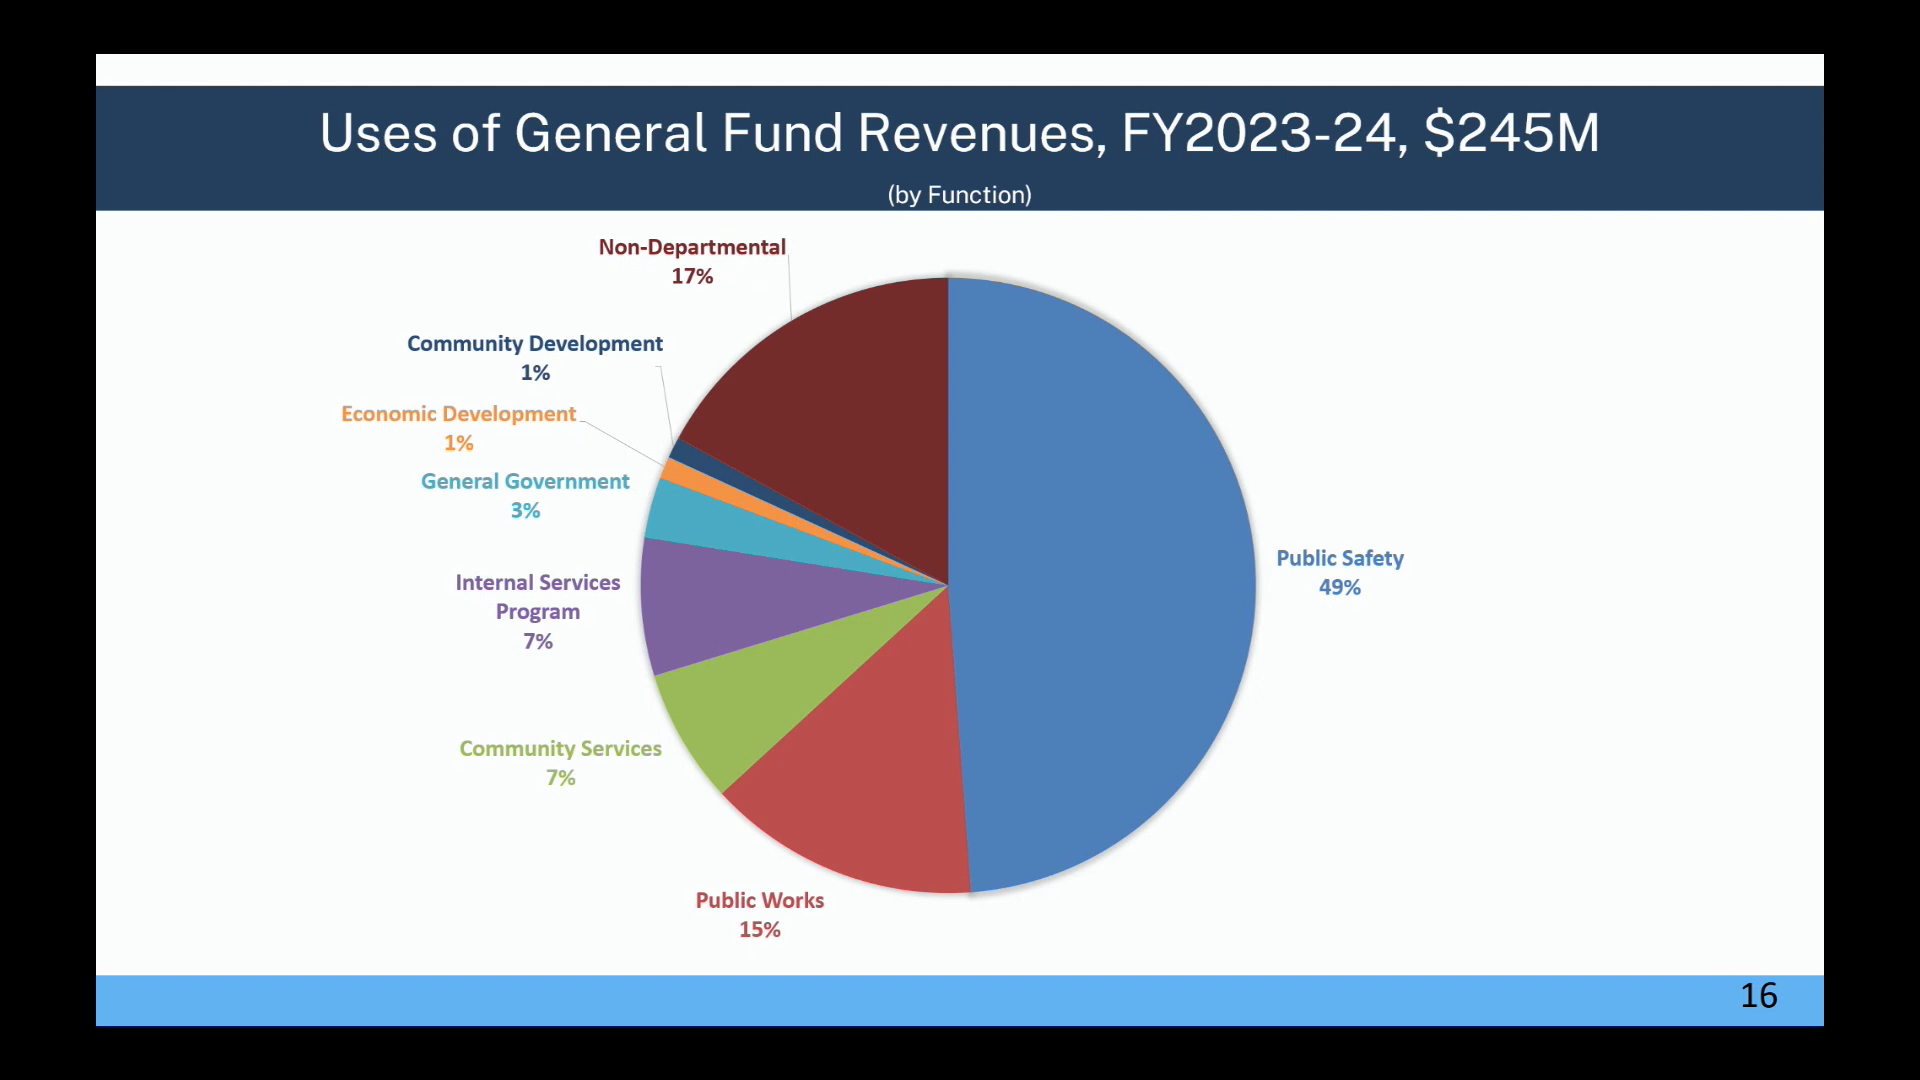 Uses of General Fund Revenues, FY2023-24, $245M
(by Function)
Non-Departmental
17%
Community Development
1%
Economic Development
1%
General Government
3%
Public Safety
49%
Internal Services
Program
7%
Community Services
7%
Public Works
15%
16